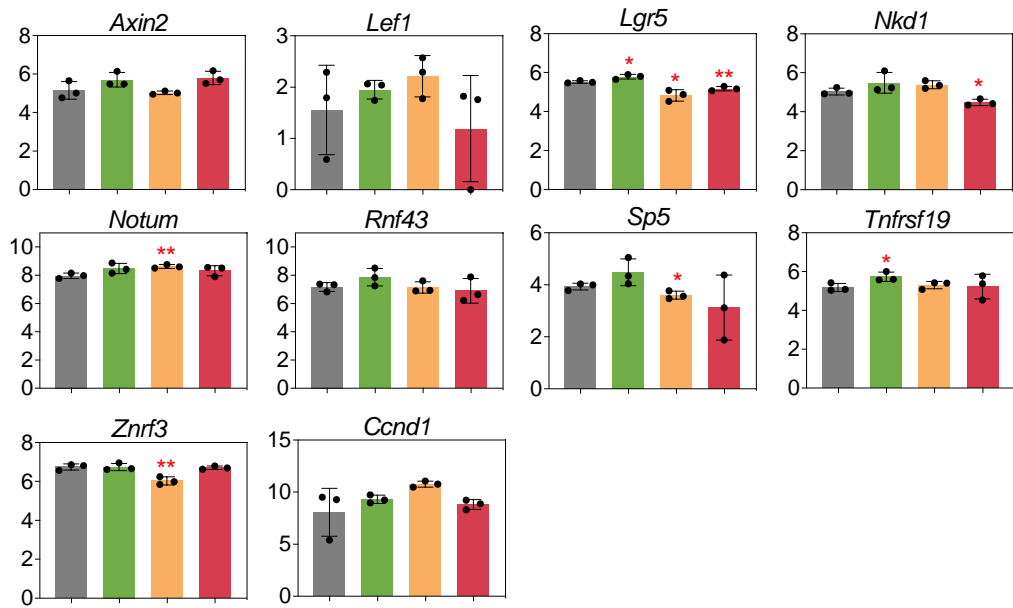 Axin2 Lef1 Lgr5 Nkd1
8 3 8 8
* * ** *
6 2 6 6
4 4 4
2 1 2 2
0 0 0 0
Notum Rnf43 Sp5 Tnfrsf19
10 10 6 8
** * *
8 8 6
6 6 4 4
4 4 2 2
2 2
0 0 0 0
Znrf3 Ccnd1
8 15
**
6 10
4
2 5
0 0